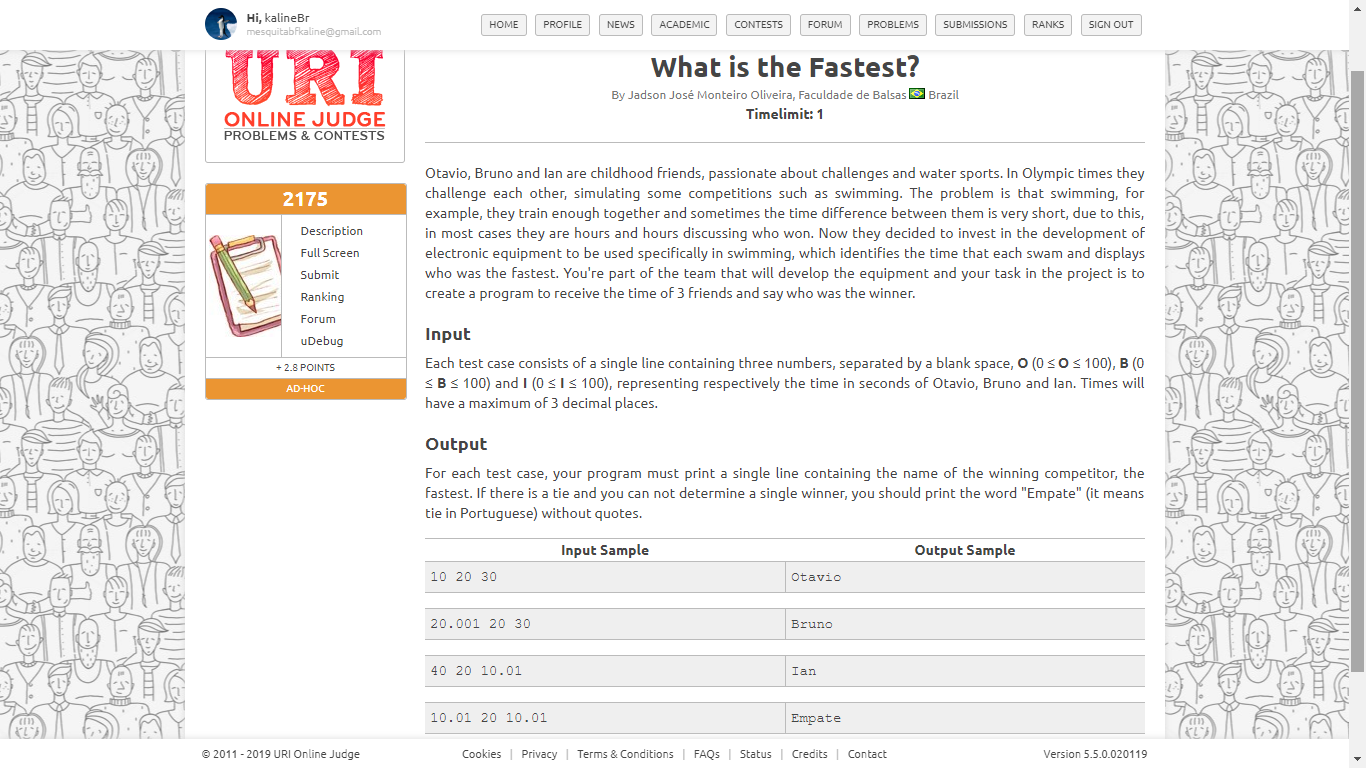 Hi, kalineBr
mesquitabfkaline@gmail.com
HOME PROFILE NEWS ACADEMIC CONTESTS FORUM PROBLEMS SUBMISSIONS RANKS SIGN OUT
URI
ONLINE JUDGE
PROBLEMS & CONTESTS
2175
Description
Full Screen
Submit
Ranking
Forum
uDebug
+ 2.8 POINTS
AD-HOC
What is the Fastest?
By Jadson José Monteiro Oliveira, Faculdade de Balsas Brazil
Timelimit: 1
Otavio, Bruno and Ian are childhood friends, passionate about challenges and water sports. In Olympic times they
challenge each other, simulating some competitions such as swimming. The problem is that swimming, for
example, they train enough together and sometimes the time difference between them is very short, due to this,
in most cases they are hours and hours discussing who won. Now they decided to invest in the development of
electronic equipment to be used specifically in swimming, which identifies the time that each swam and displays
who was the fastest. You're part of the team that will develop the equipment and your task in the project is to
create a program to receive the time of 3 friends and say who was the winner.
Input
Each test case consists of a single line containing three numbers, separated by a blank space, O (0 ≤ O ≤ 100), B (0
≤ B ≤ 100) and I (0 ≤ I ≤ 100), representing respectively the time in seconds of Otavio, Bruno and Ian. Times will
have a maximum of 3 decimal places.
Output
For each test case, your program must print a single line containing the name of the winning competitor, the
fastest. If there is a tie and you can not determine a single winner, you should print the word "Empate" (it means
tie in Portuguese) without quotes.
Input Sample Output Sample
10 20 30 Otavio
20.001 20 30 Bruno
40 20 10.01 Ian
10.01 20 10.01 Empate
© 2011 - 2019 URI Online Judge Cookies | Privacy | Terms & Conditions | FAQs | Status | Credits | Contact Version 5.5.0.020119